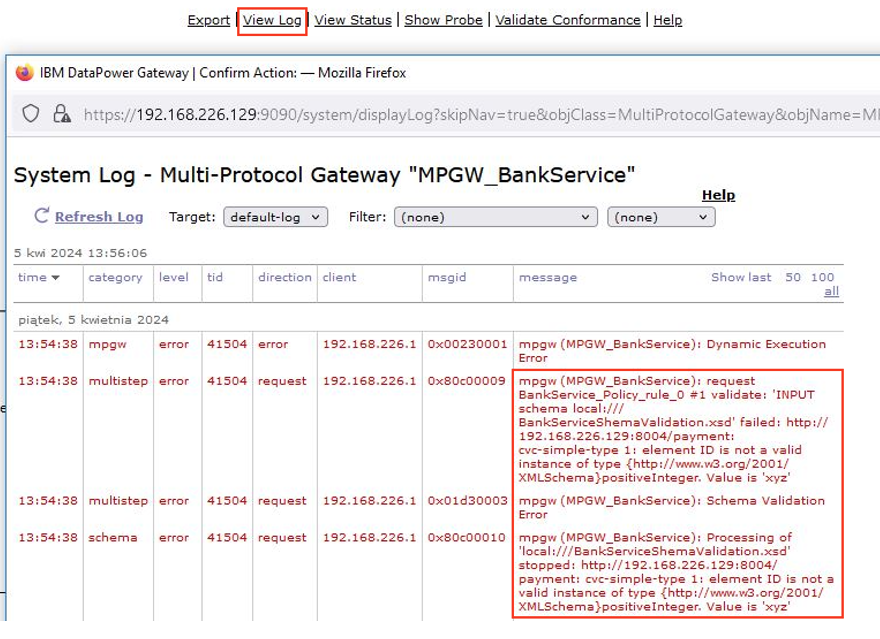 Export | View Log | View Status | Show Probe | Validate Conformance | Help
IBM DataPower Gateway | Confirm Action: — Mozilla Firefox
https://192.168.226.129:9090/system/displayLog?skipNav=true&objClass=MultiProtocolGateway&objName=M
System Log - Multi-Protocol Gateway "MPGW_BankService"
Help
Refresh Log Target: default-log Filter: (none) (none)
5 kwi 2024 13:56:06
time category level tid direction client msgid message Show last 50 100
all
piątek, 5 kwietnia 2024
13:54:38 mpgw error 41504 error 192.168.226.1 0x00230001 mpgw (MPGW_BankService): Dynamic Execution
Error
13:54:38 multistep error 41504 request 192.168.226.1 0x80c00009 mpgw (MPGW_BankService): request
BankService_Policy_rule_0 #1 validate: 'INPUT
schema local:///
BankServiceShemaValidation.xsd' failed: http://
192.168.226.129:8004/payment:
cvc-simple-type 1: element ID is not a valid
instance of type {http://www.w3.org/2001/
XMLSchema}positiveInteger. Value is 'xyz'
13:54:38 multistep error 41504 request 192.168.226.1 0x01d30003 mpgw (MPGW_BankService): Schema Validation
Error
13:54:38 schema error 41504 request 192.168.226.1 0x80c00010 mpgw (MPGW_BankService): Processing of
'local:///BankServiceShemaValidation.xsd'
stopped: http://192.168.226.129:8004/
payment: cvc-simple-type 1: element ID is not a
valid instance of type {http://www.w3.org/2001/
XMLSchema}positiveInteger. Value is 'xyz'